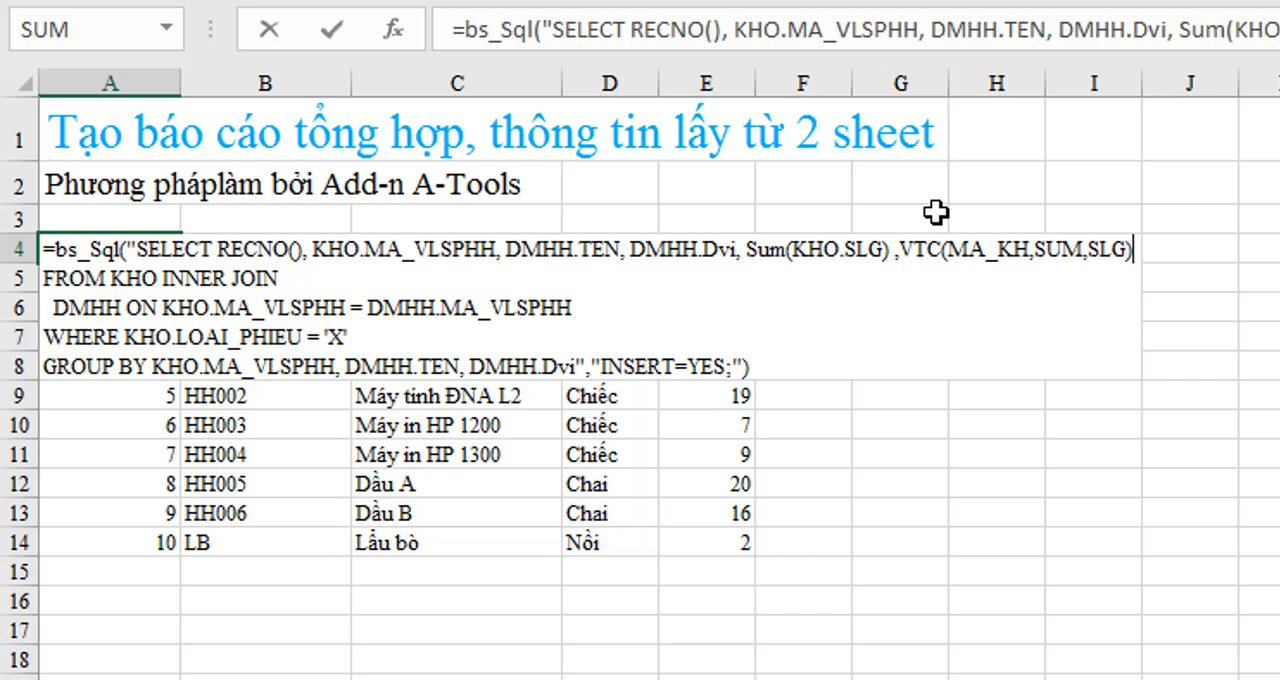 SUM
fx
=bs_Sql("SELECT RECNO(), KHO.MA_VLSPHH, DMHH.TEN, DMHH.Dvi, Sum(KHO
A B C D E F G H I J
1 Tạo báo cáo tổng hợp, thông tin lấy từ 2 sheet
2 Phương pháplàm bởi Add-n A-Tools
3
4 =bs_Sql("SELECT RECNO(), KHO.MA_VLSPHH, DMHH.TEN, DMHH.Dvi, Sum(KHO.SLG) ,VTC(MA_KH,SUM,SLG)
5 FROM KHO INNER JOIN
6 DMHH ON KHO.MA_VLSPHH = DMHH.MA_VLSPHH
7 WHERE KHO.LOAI_PHIEU = 'X'
8 GROUP BY KHO.MA_VLSPHH, DMHH.TEN, DMHH.Dvi","INSERT=YES;")
9 5 HH002 Máy tính ĐNA L2 Chiếc 19
10 6 HH003 Máy in HP 1200 Chiếc 7
11 7 HH004 Máy in HP 1300 Chiếc 9
12 8 HH005 Dầu A Chai 20
13 9 HH006 Dầu B Chai 16
14 10 LB Lẩu bò Nồi 2
15
16
17
18